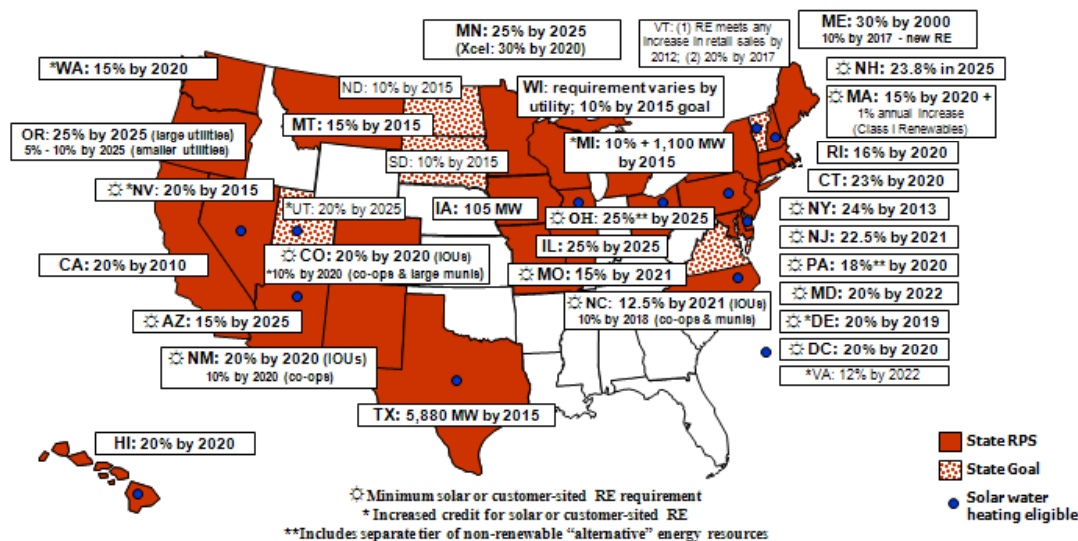 MN: 25% by 2025
(Xcel: 30% by 2020)
VT: (1) RE meets any
increase in retail sales by
2012; (2) 20% by 2017
ME: 30% by 2000
10% by 2017 - new RE
*WA: 15% by 2020
ND: 10% by 2015
WI: requirement varies by
utility; 10% by 2015 goal
☼ NH: 23.8% in 2025
☼ MA: 15% by 2020 +
1% annual increase
(Class I Renewables)
MT: 15% by 2015
OR: 25% by 2025 (large utilities)
5% - 10% by 2025 (smaller utilities)
*MI: 10% + 1,100 MW
by 2015
RI: 16% by 2020
SD: 10% by 2015
CT: 23% by 2020
☼ *NV: 20% by 2015
*UT: 20% by 2025
IA: 105 MW
☼ OH: 25%** by 2025
☼ NY: 24% by 2013
☼ NJ: 22.5% by 2021
IL: 25% by 2025
CA: 20% by 2010
☼ CO: 20% by 2020 (IOUs)
*10% by 2020 (co-ops & large munis)
☼ MO: 15% by 2021
☼ PA: 18%** by 2020
☼ MD: 20% by 2022
☼ NC: 12.5% by 2021 (IOUs)
10% by 2018 (co-ops & munis)
☼ AZ: 15% by 2025
☼ *DE: 20% by 2019
☼ DC: 20% by 2020
☼ NM: 20% by 2020 (IOUs)
10% by 2020 (co-ops)
*VA: 12% by 2022
TX: 5,880 MW by 2015
HI: 20% by 2020
State RPS
State Goal
Solar water
heating eligible
☼ Minimum solar or customer-sited RE requirement
* Increased credit for solar or customer-sited RE
**Includes separate tier of non-renewable “alternative” energy resources